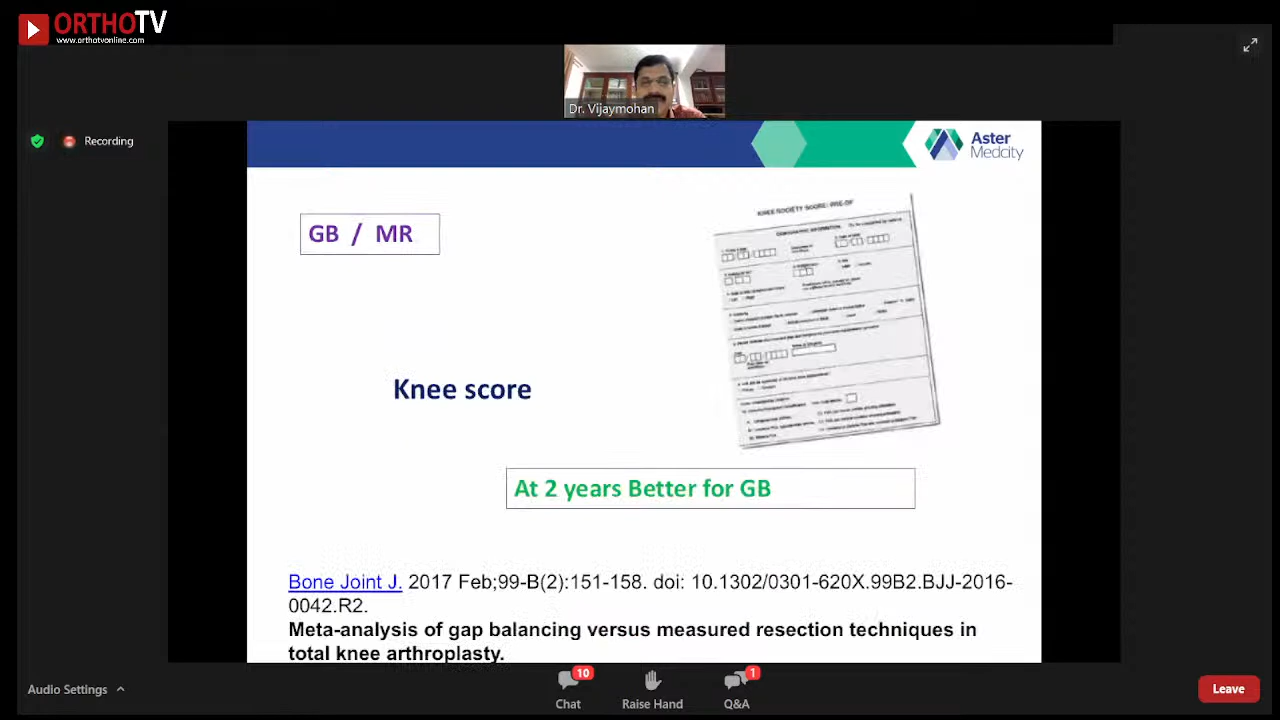 ORTHOTV
www.orthotvonline.com
Dr. Vijaymohan
Recording
Aster
Medcity
GB / MR
KNEE SOCIETY SCORE: PRE-OP
DEMOGRAPHIC INFORMATION
Knee score
At 2 years Better for GB
Bone Joint J. 2017 Feb;99-B(2):151-158. doi: 10.1302/0301-620X.99B2.BJJ-2016-
0042.R2.
Meta-analysis of gap balancing versus measured resection techniques in
total knee arthroplasty.
Audio Settings
10
Chat
Raise Hand
1
Q&A
Leave